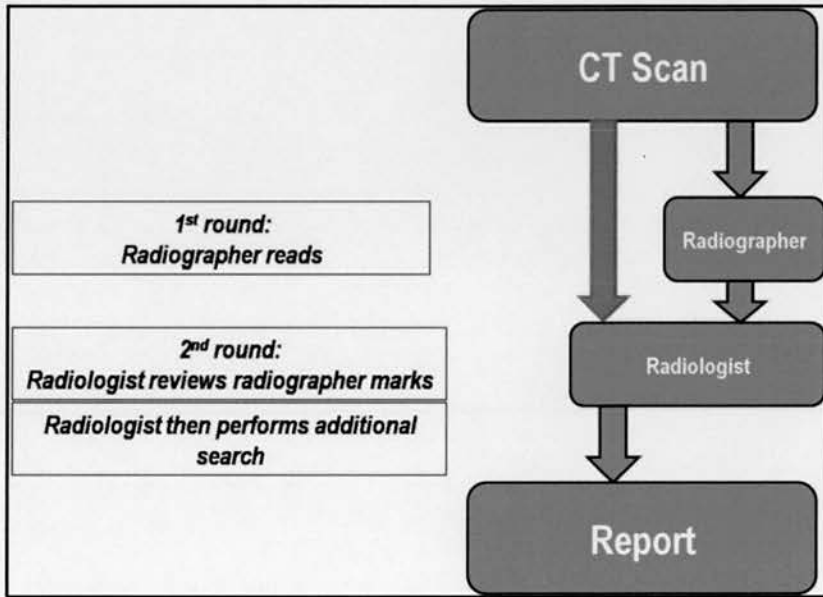 CT Scan
1st round:
Radiographer reads
Radiographer
2nd round:
Radiologist reviews radiographer marks
Radiologist then performs additional
search
Radiologist
Report